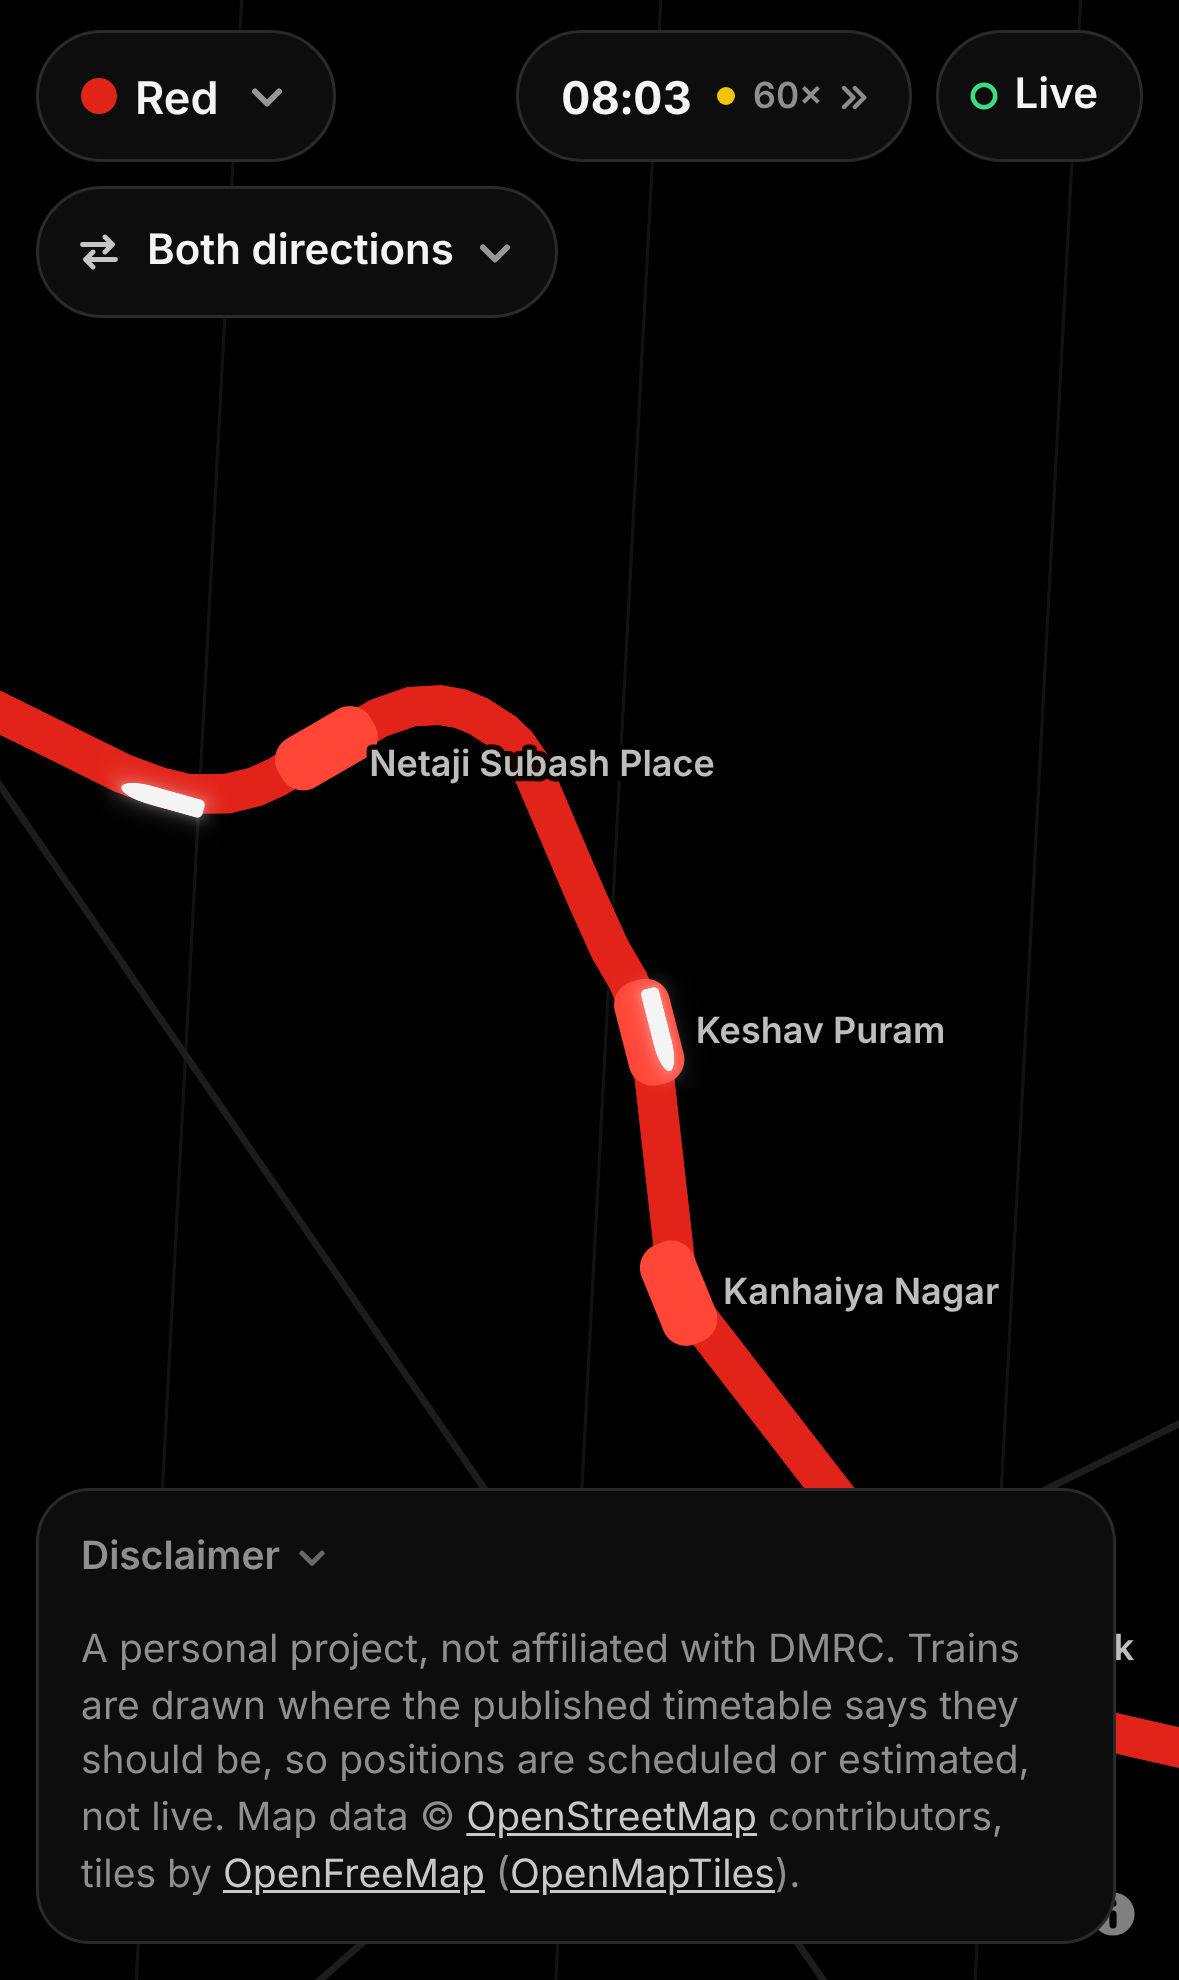 Red
08:03 60× »
Live
Both directions
Netaji Subash Place
Keshav Puram
Kanhaiya Nagar
Disclaimer
A personal project, not affiliated with DMRC. Trains
are drawn where the published timetable says they
should be, so positions are scheduled or estimated,
not live. Map data © OpenStreetMap contributors,
tiles by OpenFreeMap (OpenMapTiles).
k